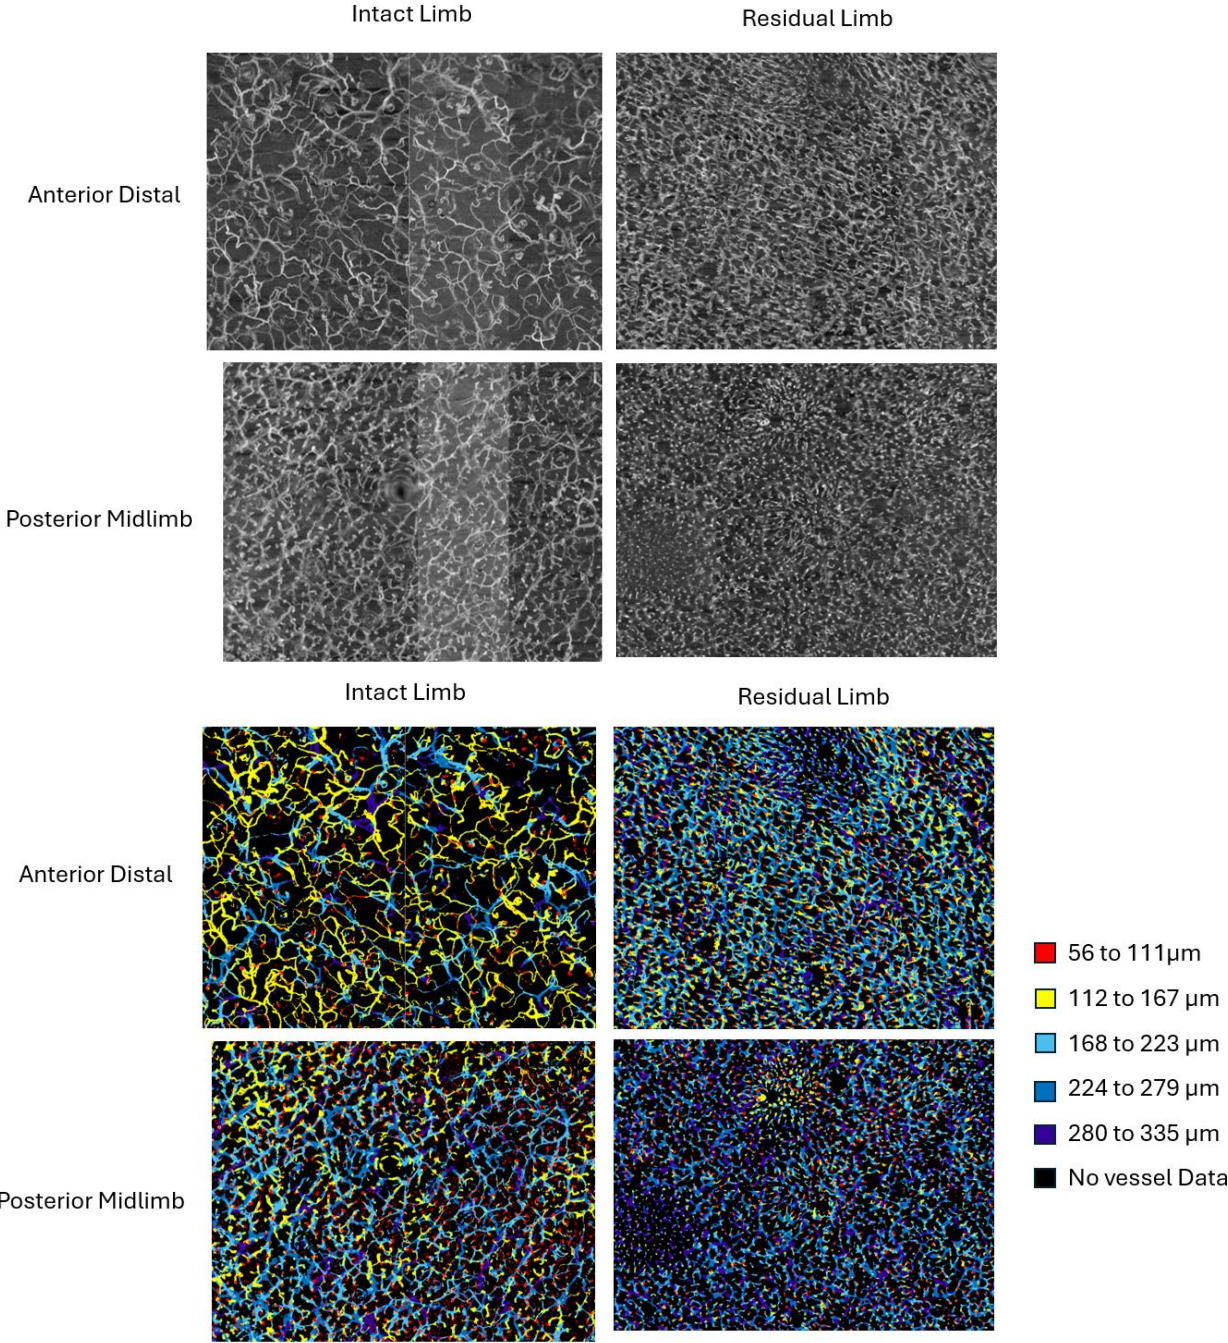 Intact Limb
Residual Limb
Anterior Distal
Posterior Midlimb
Intact Limb
Residual Limb
Anterior Distal
56 to 111µm
112 to 167 µm
168 to 223 µm
224 to 279 µm
280 to 335 µm
No vessel Data
Posterior Midlimb